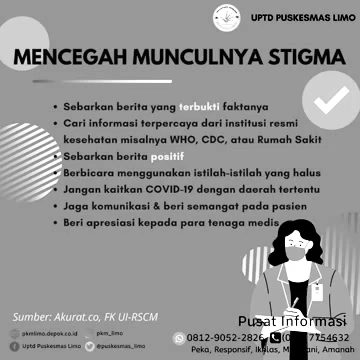 UPTD PUSKESMAS LIMO
MENCEGAH MUNCULNYA STIGMA
Sebarkan berita yang terbukti faktanya
Cari informasi terpercaya dari institusi resmi
kesehatan misalnya WHO, CDC, atau Rumah Sakit
Sebarkan berita positif
Berbicara menggunakan istilah-istilah yang halus
Jangan kaitkan COVID-19 dengan daerah tertentu
Jaga komunikasi & beri semangat pada pasien
Beri apresiasi kepada para tenaga medis
Sumber: Akurat.co, FK UI-RSCM
Pusat Informasi
pkmlimo.depok.go.id
pkm_limo
0812-9052-2826
7754632
Uptd Puskesmas Limo
@puskesmas_limo
Peka, Responsif, Ikhlas, Amanah